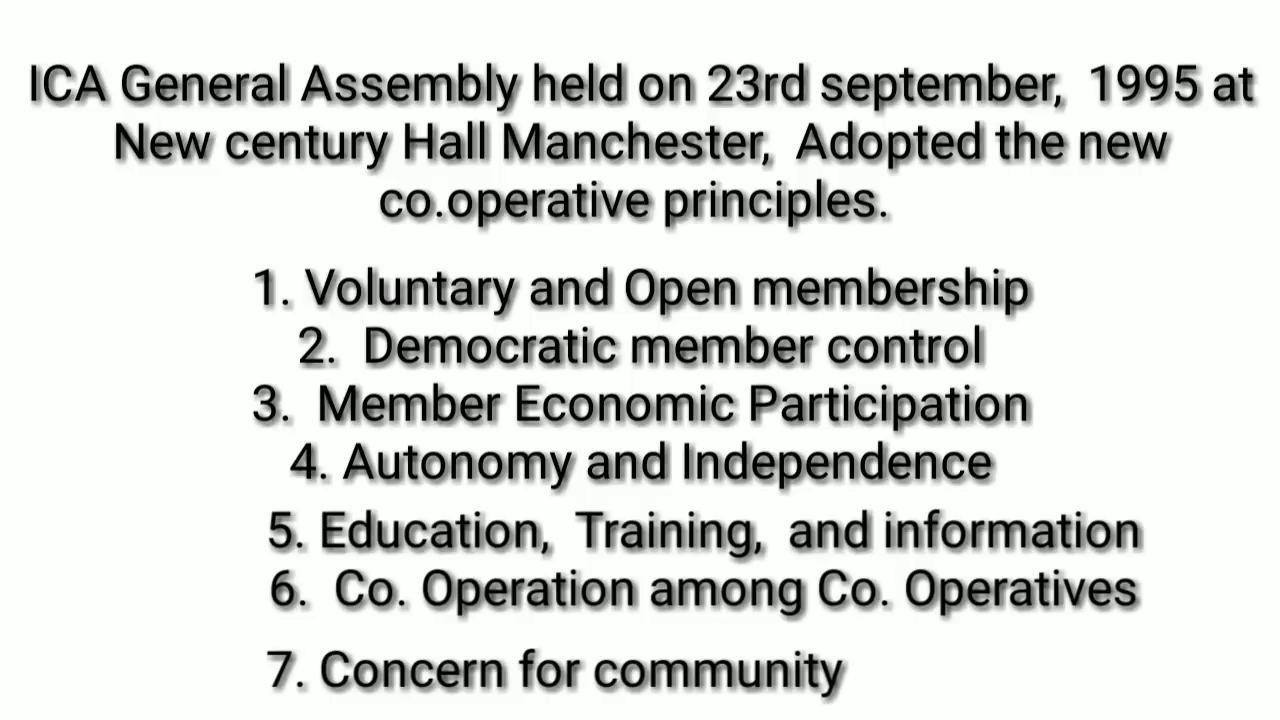 ICA General Assembly held on 23rd september, 1995 at
New century Hall Manchester, Adopted the new
co.operative principles.
1. Voluntary and Open membership
2. Democratic member control
3. Member Economic Participation
4. Autonomy and Independence
5. Education, Training, and information
6. Co. Operation among Co. Operatives
7. Concern for community